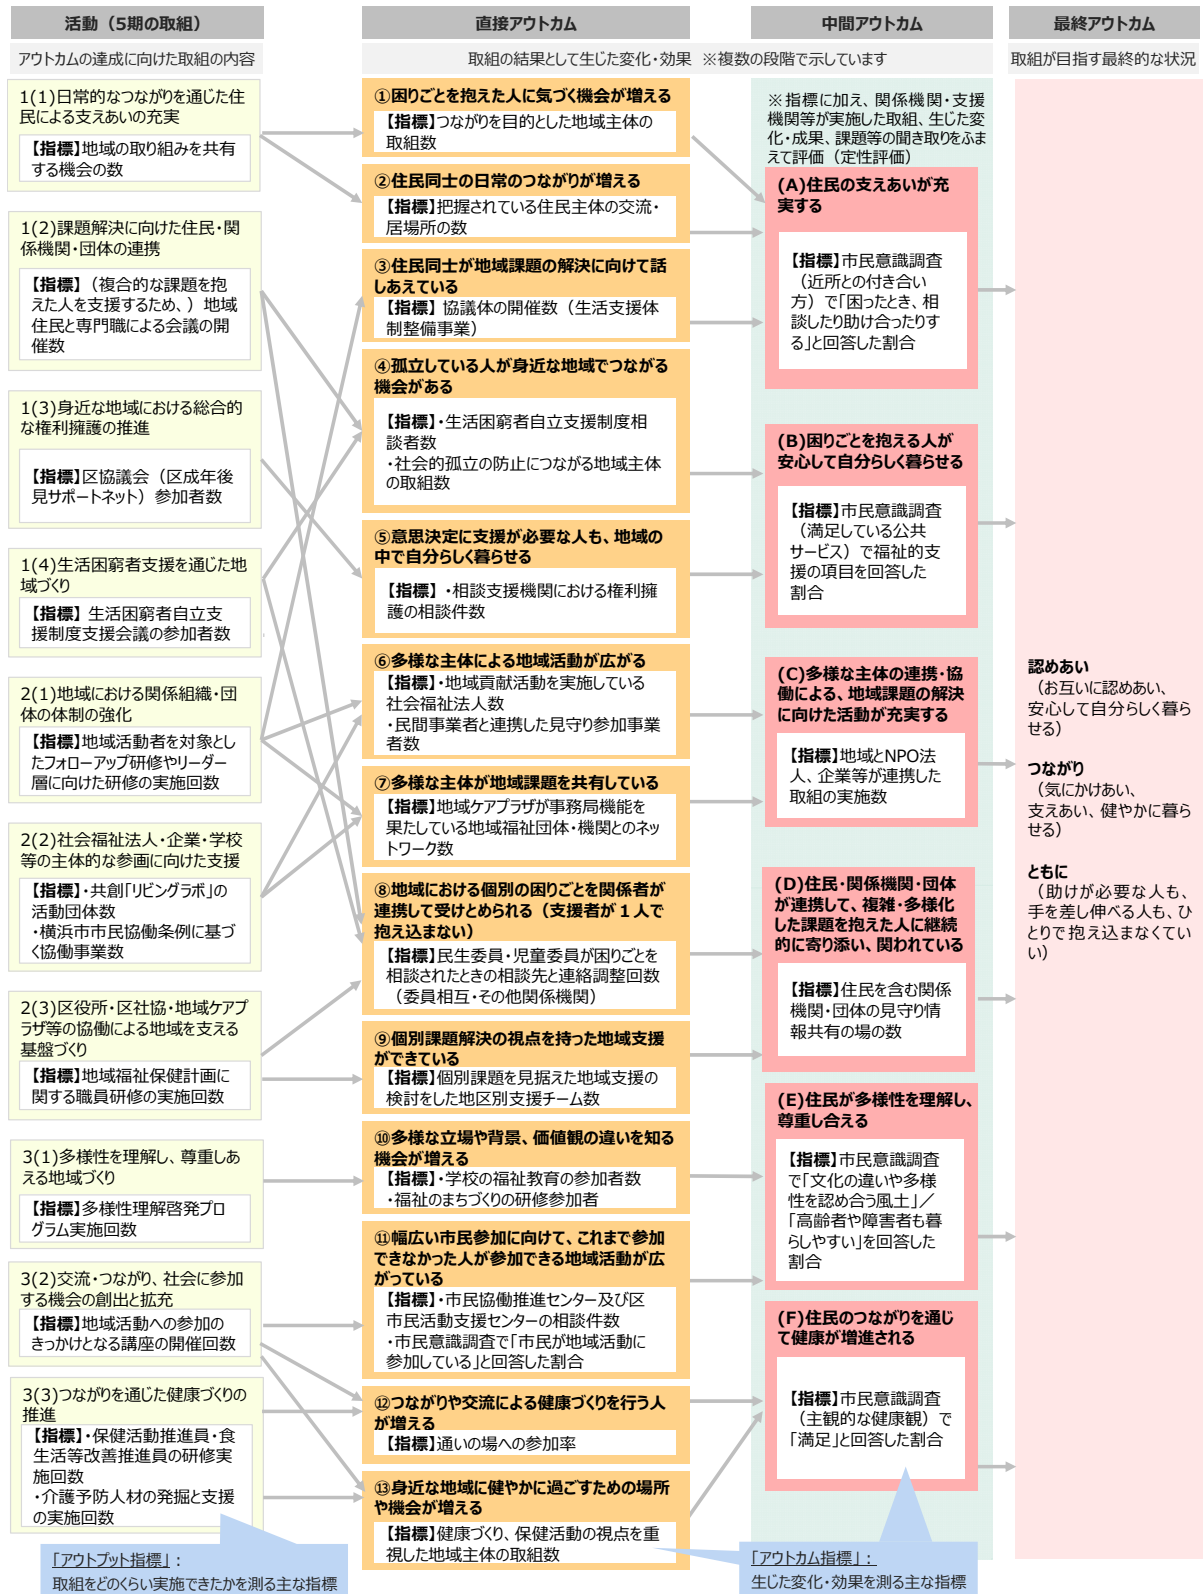 活動（5期の取組）
アウトカムの達成に向けた取組の内容
1(1)日常的なつながりを通じた住
民による支えあいの充実
【指標】地域の取り組みを共有
する機会の数
1(2)課題解決に向けた住民・関
係機関・団体の連携
【指標】（複合的な課題を抱
えた人を支援するため、）地域
住民と専門職による会議の開
催数
1(3)身近な地域における総合的
な権利擁護の推進
【指標】区協議会（区成年後
見サポートネット）参加者数
1(4)生活困窮者支援を通じた地
域づくり
【指標】 生活困窮者自立支
援制度支援会議の参加者数
2(1)地域における関係組織・団
体の体制の強化
【指標】地域活動者を対象とし
たフォローアップ研修やリーダー
層に向けた研修の実施回数
2(2)社会福祉法人・企業・学校
等の主体的な参画に向けた支援
【指標】・共創「リビングラボ」の
活動団体数
・横浜市市民協働条例に基づ
く協働事業数
2(3)区役所・区社協・地域ケアプ
ラザ等の協働による地域を支える
基盤づくり
【指標】地域福祉保健計画に
関する職員研修の実施回数
3(1)多様性を理解し、尊重しあ
える地域づくり
【指標】多様性理解啓発プロ
グラム実施回数
3(2)交流・つながり、社会に参加
する機会の創出と拡充
【指標】地域活動への参加の
きっかけとなる講座の開催回数
3(3)つながりを通じた健康づくりの
推進
【指標】・保健活動推進員・食
生活等改善推進員の研修実
施回数
・介護予防人材の発掘と支援
の実施回数
「アウトプット指標」：
取組をどのくらい実施できたかを測る主な指標
直接アウトカム
取組の結果として生じた変化・効果 ※複数の段階で示しています
①困りごとを抱えた人に気づく機会が増える
【指標】つながりを目的とした地域主体の
取組数
②住民同士の日常のつながりが増える
【指標】把握されている住民主体の交流・
居場所の数
③住民同士が地域課題の解決に向けて話
しあえている
【指標】 協議体の開催数（生活支援体
制整備事業）
④孤立している人が身近な地域でつながる
機会がある
【指標】・生活困窮者自立支援制度相
談者数
・社会的孤立の防止につながる地域主体
の取組数
⑤意思決定に支援が必要な人も、地域の
中で自分らしく暮らせる
【指標】 ・相談支援機関における権利擁
護の相談件数
⑥多様な主体による地域活動が広がる
【指標】・地域貢献活動を実施している
社会福祉法人数
・民間事業者と連携した見守り参加事業
者数
⑦多様な主体が地域課題を共有している
【指標】地域ケアプラザが事務局機能を
果たしている地域福祉団体・機関とのネッ
トワーク数
⑧地域における個別の困りごとを関係者が
連携して受けとめられる（支援者が１人で
抱え込まない）
【指標】民生委員・児童委員が困りごとを
相談されたときの相談先と連絡調整回数
（委員相互・その他関係機関）
⑨個別課題解決の視点を持った地域支援
ができている
【指標】個別課題を見据えた地域支援の
検討をした地区別支援チーム数
⑩多様な立場や背景、価値観の違いを知る
機会が増える
【指標】・学校の福祉教育の参加者数
・福祉のまちづくりの研修参加者
⑪幅広い市民参加に向けて、これまで参加
できなかった人が参加できる地域活動が広
がっている
【指標】・市民協働推進センター及び区
市民活動支援センターの相談件数
・市民意識調査で「市民が地域活動に
参加している」と回答した割合
⑫つながりや交流による健康づくりを行う人
が増える
【指標】通いの場への参加率
⑬身近な地域に健やかに過ごすための場所
や機会が増える
【指標】健康づくり、保健活動の視点を重
視した地域主体の取組数
中間アウトカム
※指標に加え、関係機関・支援
機関等が実施した取組、生じた変
化・成果、課題等の聞き取りをふま
えて評価（定性評価）
(A)住民の支えあいが充
実する
【指標】市民意識調査
（近所との付き合い
方）で「困ったとき、相
談したり助け合ったりす
る」と回答した割合
(B)困りごとを抱える人が
安心して自分らしく暮らせる
【指標】市民意識調査
（満足している公共
サービス）で福祉的支
援の項目を回答した
割合
(C)多様な主体の連携・協
働による、地域課題の解決
に向けた活動が充実する
【指標】地域とNPO法
人、企業等が連携した
取組の実施数
(D)住民・関係機関・団体
が連携して、複雑・多様化
した課題を抱えた人に継続
的に寄り添い、関われている
【指標】住民を含む関係
機関・団体の見守り情
報共有の場の数
(E)住民が多様性を理解し、
尊重し合える
【指標】市民意識調査
で「文化の違いや多様
性を認め合う風土」／
「高齢者や障害者も暮
らしやすい」を回答した
割合
(F)住民のつながりを通じ
て健康が増進される
【指標】市民意識調査
（主観的な健康観）で
「満足」と回答した割合
「アウトカム指標」：
生じた変化・効果を測る主な指標
最終アウトカム
取組が目指す最終的な状況
認めあい
（お互いに認めあい、
安心して自分らしく暮ら
せる）
つながり
（気にかけあい、
支えあい、健やかに暮ら
せる）
ともに
（助けが必要な人も、
手を差し伸べる人も、ひ
とりで抱え込まなくてい
い）